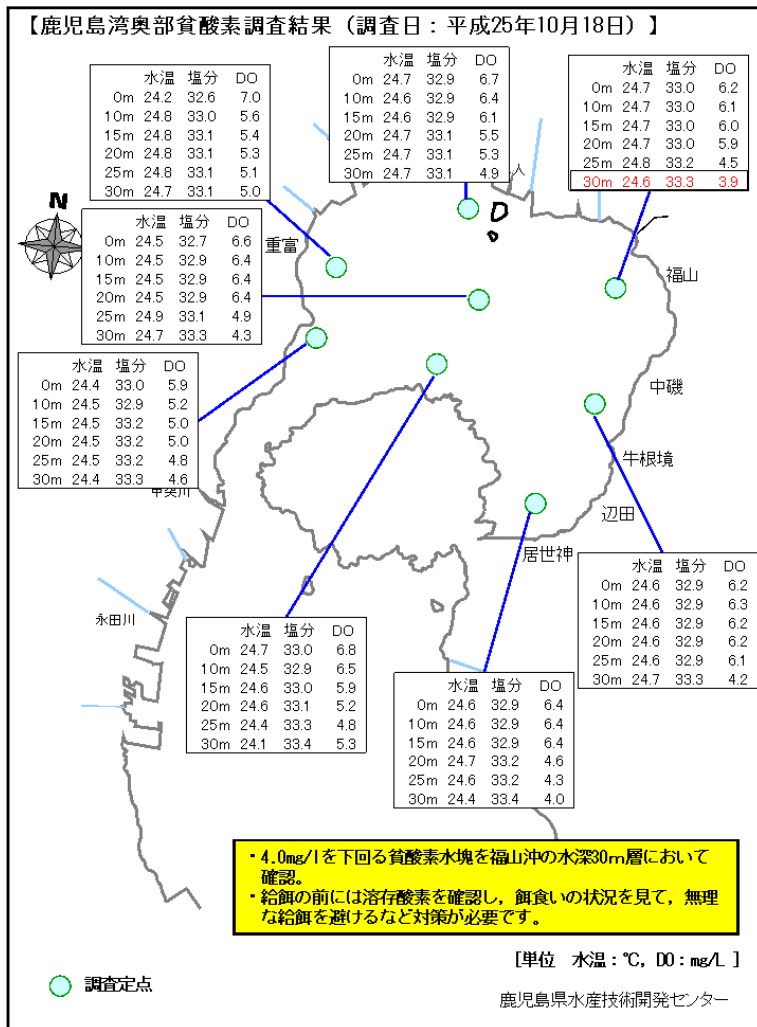 【鹿児島湾奥部貧酸素調査結果（調査日：平成25年10月18日）】
水温 塩分 DO
0m 24.2 32.6 7.0
10m 24.8 33.0 5.6
15m 24.8 33.1 5.4
20m 24.8 33.1 5.3
25m 24.8 33.1 5.1
30m 24.7 33.1 5.0
水温 塩分 DO
0m 24.7 32.9 6.7
10m 24.6 32.9 6.4
15m 24.6 32.9 6.1
20m 24.7 33.1 5.5
25m 24.7 33.1 5.3
30m 24.7 33.1 4.9
水温 塩分 DO
0m 24.7 33.0 6.2
10m 24.7 33.0 6.1
15m 24.7 33.0 6.0
20m 24.7 33.0 5.9
25m 24.8 33.2 4.5
30m 24.6 33.3 3.9
人
N
水温 塩分 DO
0m 24.5 32.7 6.6
10m 24.5 32.9 6.4
15m 24.5 32.9 6.4
20m 24.5 32.9 6.4
25m 24.9 33.1 4.9
30m 24.7 33.3 4.3
重富
福山
水温 塩分 DO
0m 24.4 33.0 5.9
10m 24.5 32.9 5.2
15m 24.5 33.2 5.0
20m 24.5 33.2 5.0
25m 24.5 33.2 4.8
30m 24.4 33.3 4.6
中磯
牛根境
辺田
居世神
永田川
水温 塩分 DO
0m 24.6 32.9 6.2
10m 24.6 32.9 6.3
15m 24.6 32.9 6.2
20m 24.6 32.9 6.2
25m 24.6 32.9 6.1
30m 24.7 33.3 4.2
水温 塩分 DO
0m 24.7 33.0 6.8
10m 24.5 32.9 6.5
15m 24.6 33.0 5.9
20m 24.6 33.1 5.2
25m 24.4 33.3 4.8
30m 24.1 33.4 5.3
水温 塩分 DO
0m 24.6 32.9 6.4
10m 24.6 32.9 6.4
15m 24.6 32.9 6.4
20m 24.7 33.2 4.6
25m 24.6 33.2 4.3
30m 24.4 33.4 4.0
・4.0mg/lを下回る貧酸素水塊を福山沖の水深30ｍ層において
確認。
・給餌の前には溶存酸素を確認し，餌食いの状況を見て，無理
な給餌を避けるなど対策が必要です。
[単位 水温：℃，DO：mg/L ]
調査定点
鹿児島県水産技術開発センター